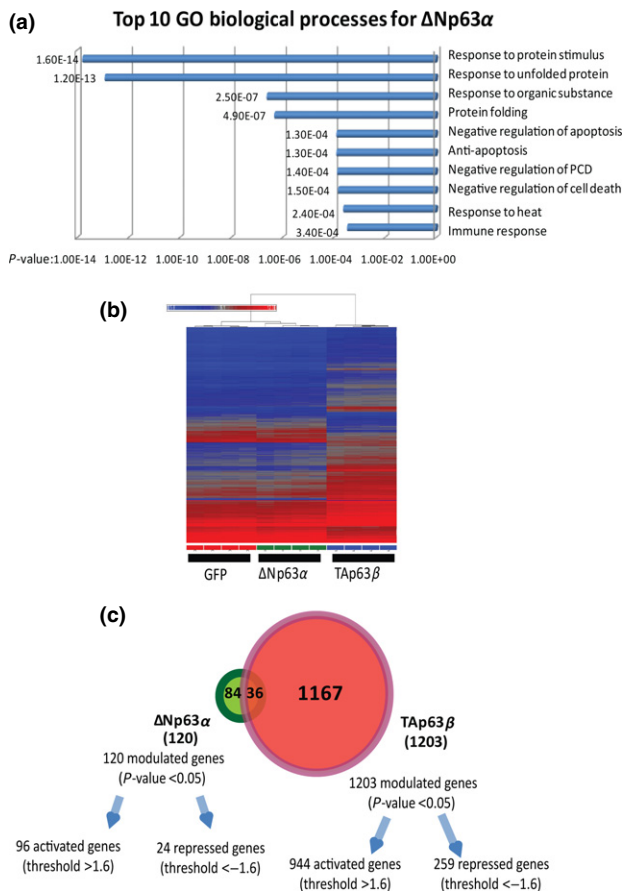 (a)
Top 10 GO biological processes for ΔNp63α
1.60E-14 Response to protein stimulus
1.20E-13 Response to unfolded protein
2.50E-07 Response to organic substance
4.90E-07 Protein folding
1.30E-04 Negative regulation of apoptosis
1.30E-04 Anti-apoptosis
1.40E-04 Negative regulation of PCD
1.50E-04 Negative regulation of cell death
2.40E-04 Response to heat
3.40E-04 Immune response
P-value:1.00E-14 1.00E-12 1.00E-10 1.00E-08 1.00E-06 1.00E-04 1.00E-02 1.00E+00
(b)
GFP ΔNp63α TAp63β
(c)
84 36 1167
ΔNp63α
(120)
120 modulated genes
(P-value <0.05)
96 activated genes
(threshold >1.6)
24 repressed genes
(threshold <−1.6)
TAp63β
(1203)
1203 modulated genes
(P-value <0.05)
944 activated genes
(threshold >1.6)
259 repressed genes
(threshold <−1.6)